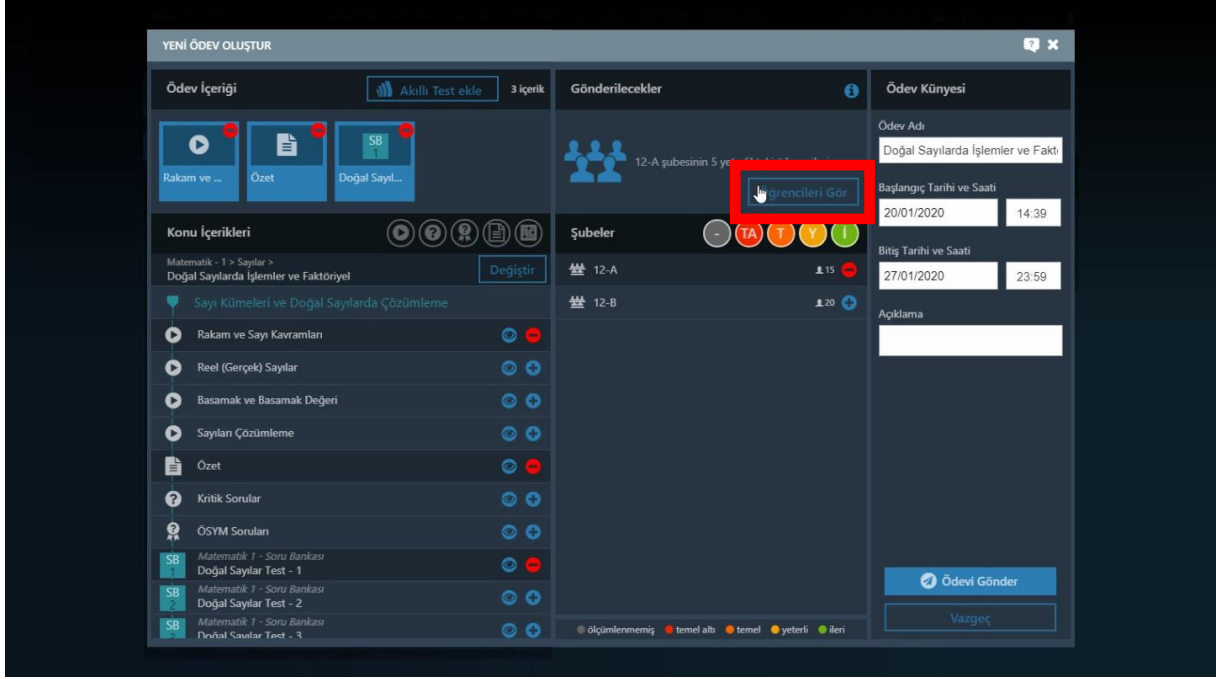 YENİ ÖDEV OLUŞTUR
Ödev İçeriği
Akıllı Test ekle
3 içerik
Rakam ve ...
Özet
SB
1
Doğal Sayıl...
Konu İçerikleri
Matematik - 1 > Sayılar >
Doğal Sayılarda İşlemler ve Faktöriyel
Değiştir
Sayı Kümeleri ve Doğal Sayılarda Çözümleme
Rakam ve Sayı Kavramları
Reel (Gerçek) Sayılar
Basamak ve Basamak Değeri
Sayıları Çözümleme
Özet
Kritik Sorular
ÖSYM Soruları
SB
1
Matematik 1 - Soru Bankası
Doğal Sayılar Test - 1
SB
2
Matematik 1 - Soru Bankası
Doğal Sayılar Test - 2
SB
Matematik 1 - Soru Bankası
Doğal Sayılar Test - 3
Gönderilecekler
12-A şubesinin 5
Gör
Şubeler
- TA T Y İ
12-A 15
12-B 20
ölçümlenmemiş temel altı temel yeterli ileri
Ödev Künyesi
Ödev Adı
Doğal Sayılarda İşlemler ve Faktö
Başlangıç Tarihi ve Saati
20/01/2020 14:39
Bitiş Tarihi ve Saati
27/01/2020 23:59
Açıklama
Ödevi Gönder
Vazgeç